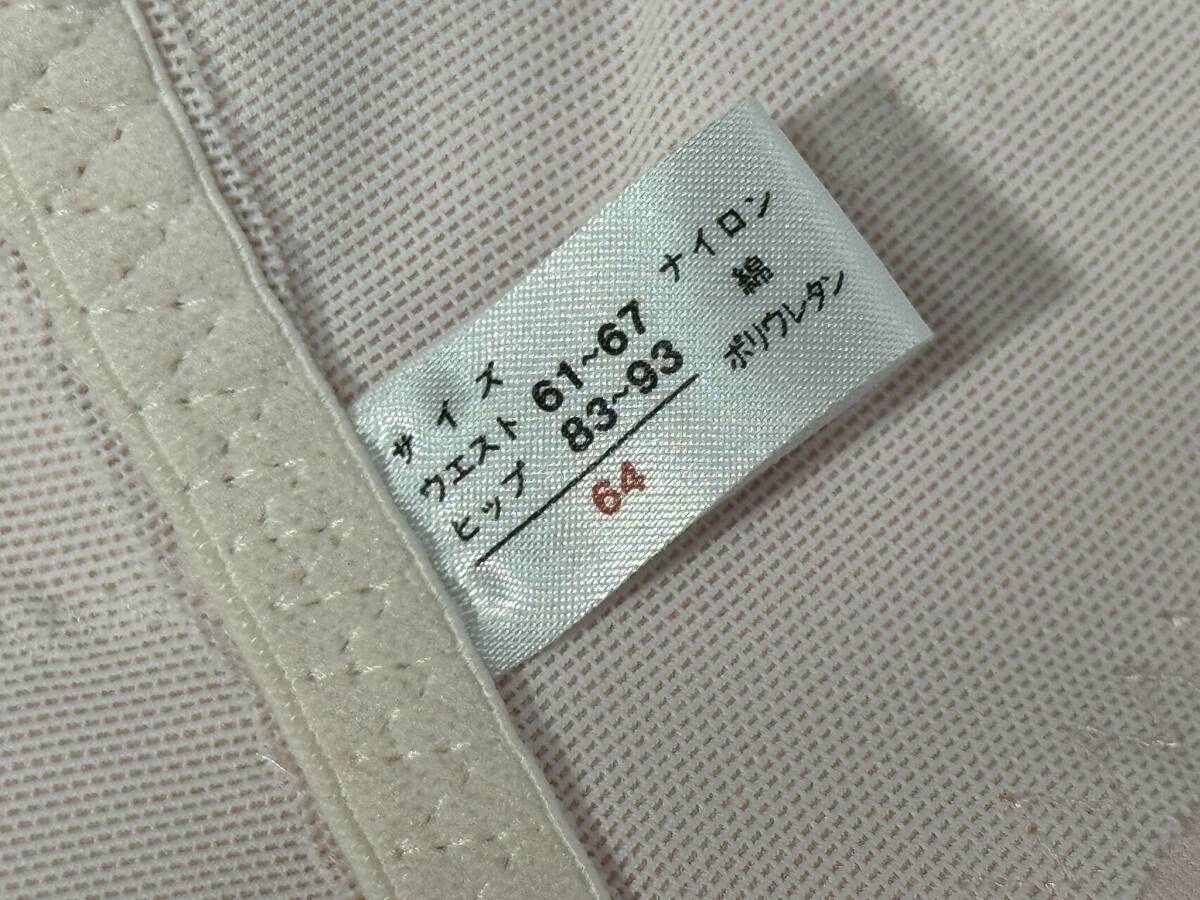 サイズ
ウエスト 61~67
ヒップ 83~93
64
ナイロン
綿
ポリウレタン